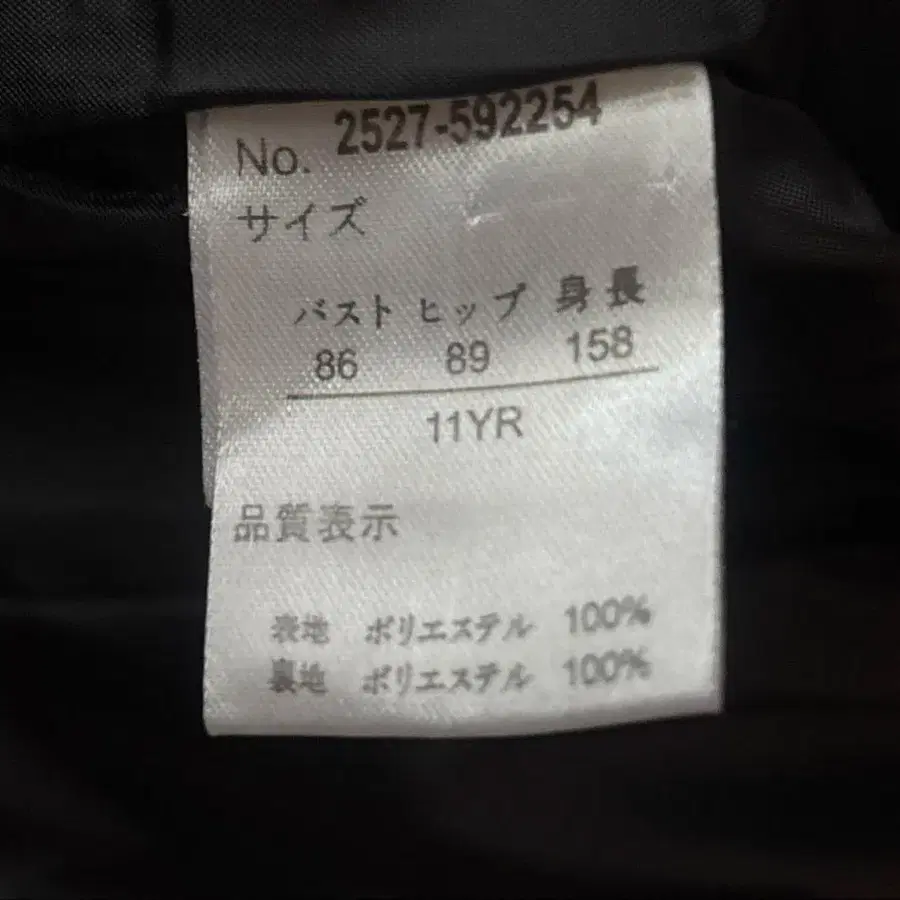 No. 2527-592254
サイズ
バスト ヒップ 身長
86 89 158
11YR
品質表示
表地 ポリエステル 100%
裏地 ポリエステル 100%